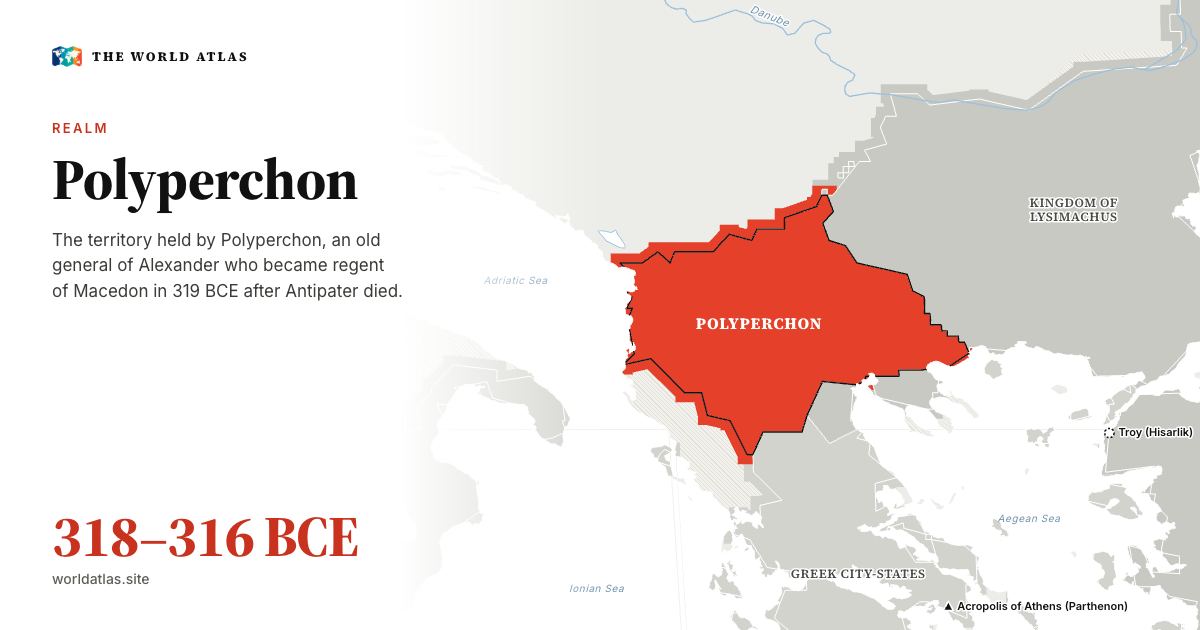 THE WORLD ATLAS
REALM
Polyperchon
The territory held by Polyperchon, an old
general of Alexander who became regent
of Macedon in 319 BCE after Antipater died.
318–316 BCE
worldatlas.site
Danube
KINGDOM OF
LYSIMACHUS
Adriatic Sea
POLYPERCHON
Troy (Hisarlik)
Aegean Sea
GREEK CITY-STATES
Ionian Sea
Acropolis of Athens (Parthenon)